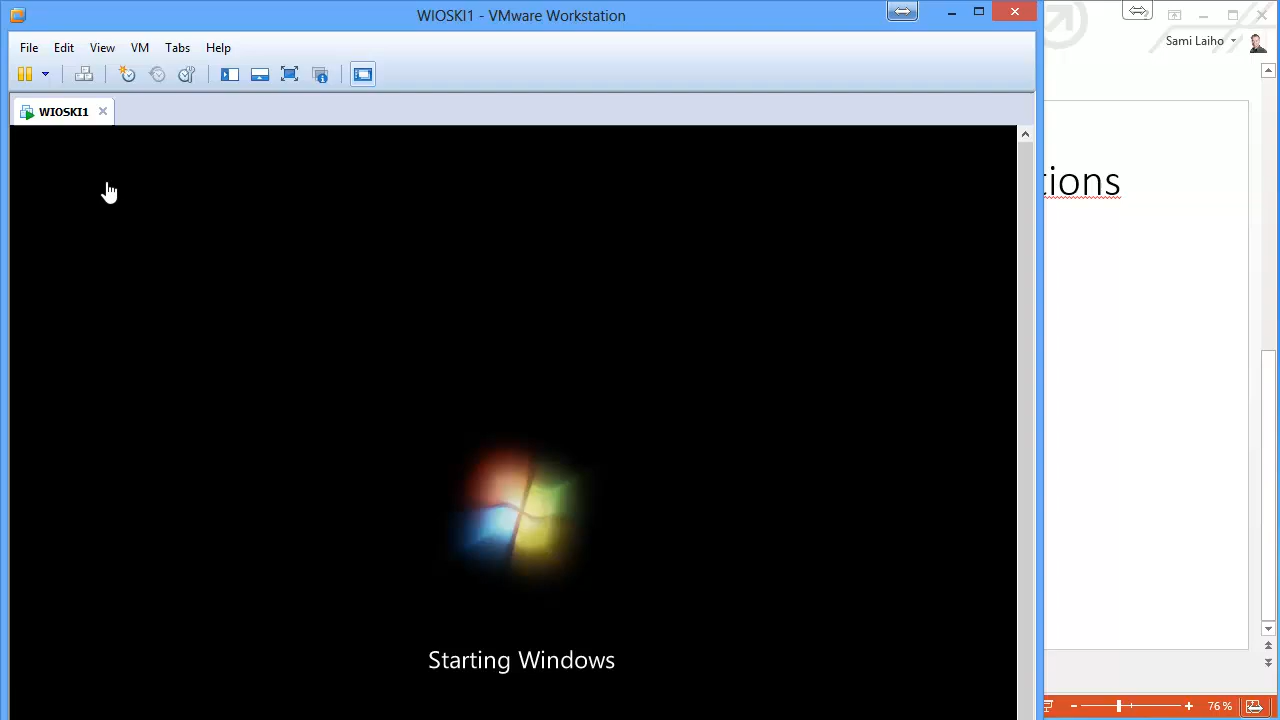 WIOSKI1 - VMware Workstation
File Edit View VM Tabs Help
Sami Laiho
WIOSKI1
tions
Starting Windows
76 %